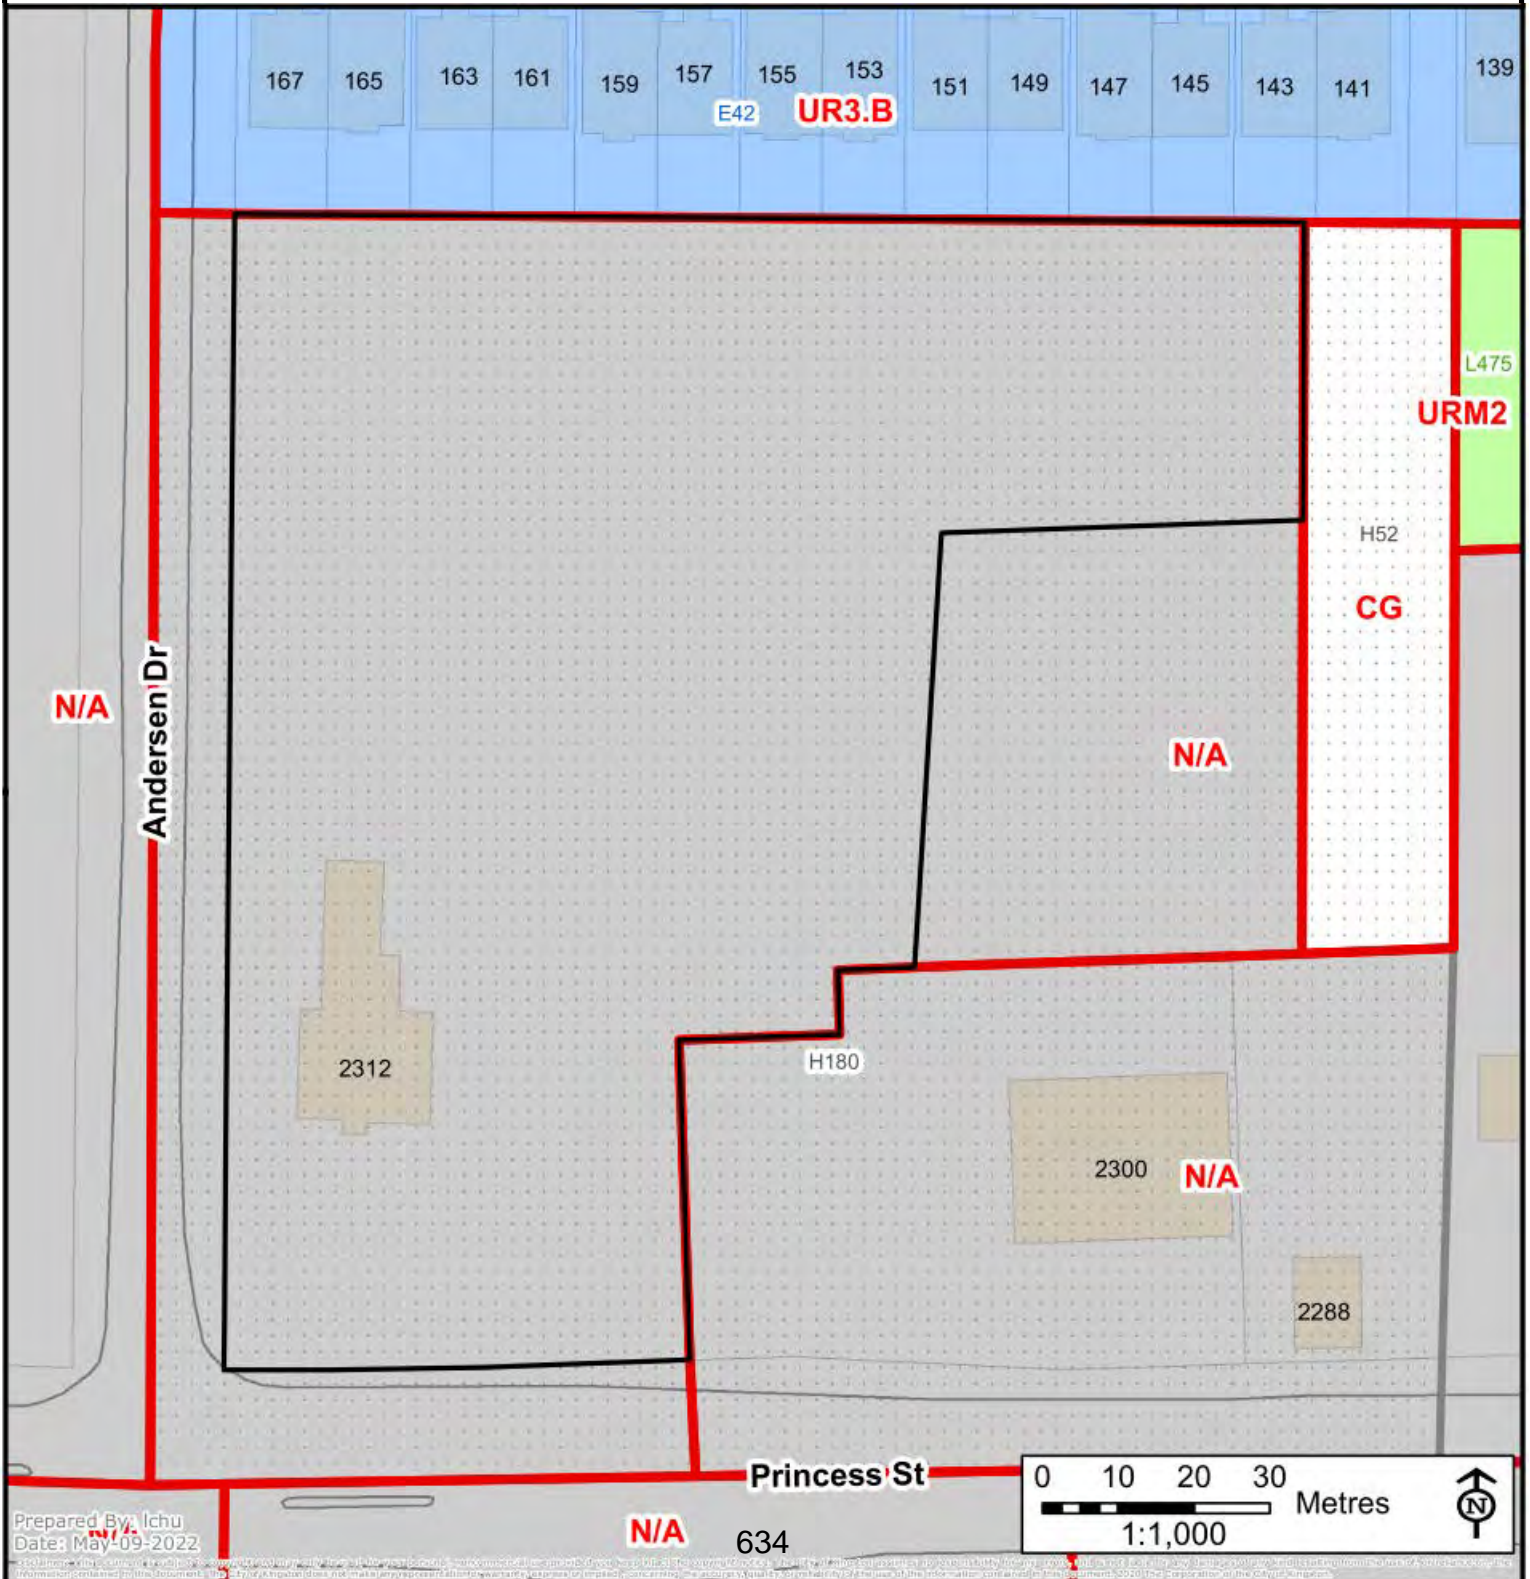 167 165 163 161 159 157 155 153 151 149 147 145 143 141 139
E42 UR3.B
L475
URM2
H52
CG
N/A
Andersen Dr
N/A
2312
H180
2300 N/A
2288
Princess St
0 10 20 30
Metres
1:1,000
N
Prepared By: lchu
Date: May-09-2022
N/A
N/A
634